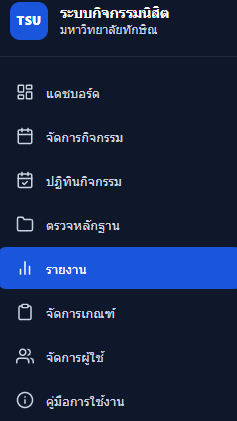 TSU
ระบบกิจกรรมนิสิต
มหาวิทยาลัยทักษิณ
แดชบอร์ด
จัดการกิจกรรม
ปฏิทินกิจกรรม
ตรวจหลักฐาน
รายงาน
จัดการเกณฑ์
จัดการผู้ใช้
คู่มือการใช้งาน